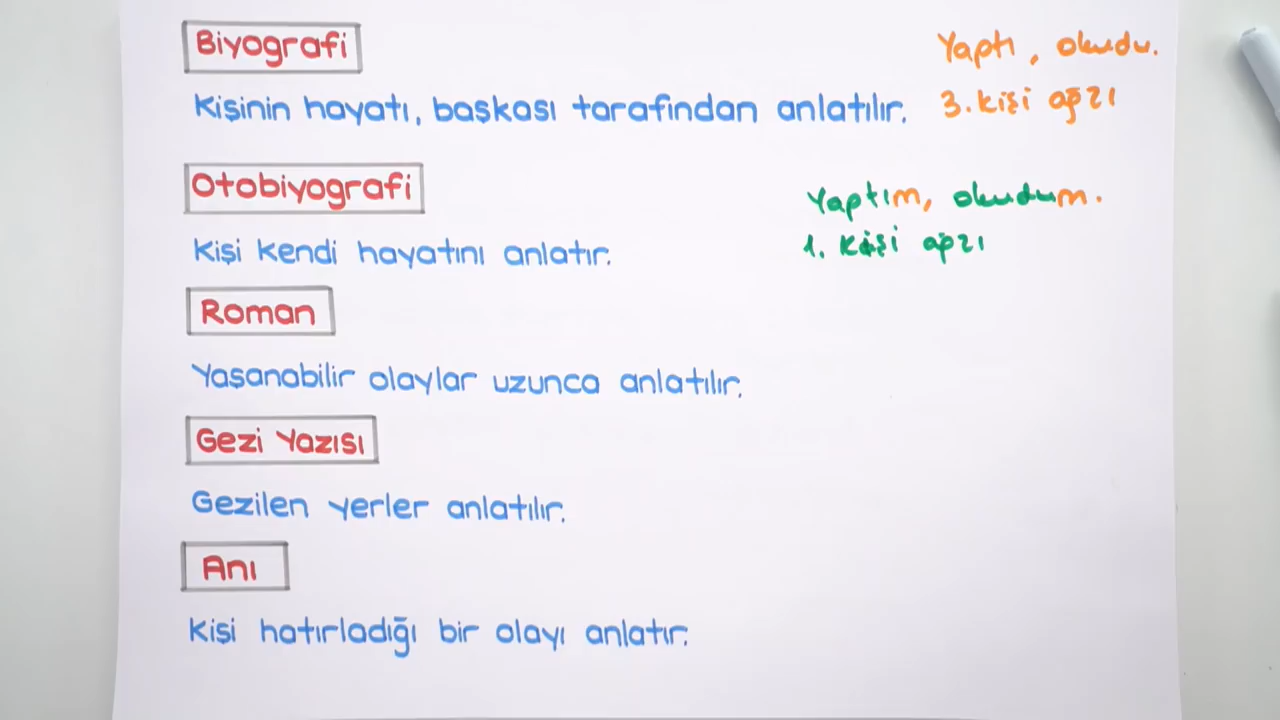 Biyografi
Yaptı, okudu.
Kişinin hayatı, başkası tarafından anlatılır.
3. kişi ağzı
Otobiyografi
Yaptım, okudum.
Kişi kendi hayatını anlatır.
1. kişi ağzı
Roman
Yaşanabilir olaylar uzunca anlatılır.
Gezi Yazısı
Gezilen yerler anlatılır.
Anı
Kişi hatırladığı bir olayı anlatır.